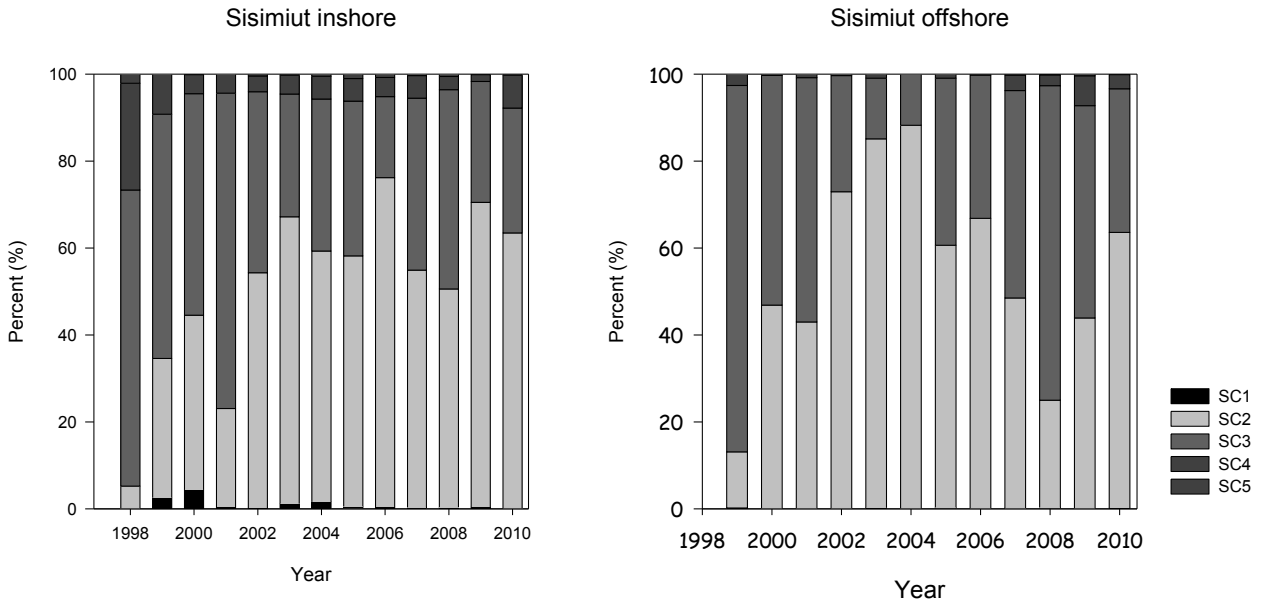 Sisimiut inshore
Percent (%)
100
80
60
40
20
0
1998 2000 2002 2004 2006 2008 2010
Year
Sisimiut offshore
Percent (%)
100
80
60
40
20
0
1998 2000 2002 2004 2006 2008 2010
Year
SC1
SC2
SC3
SC4
SC5